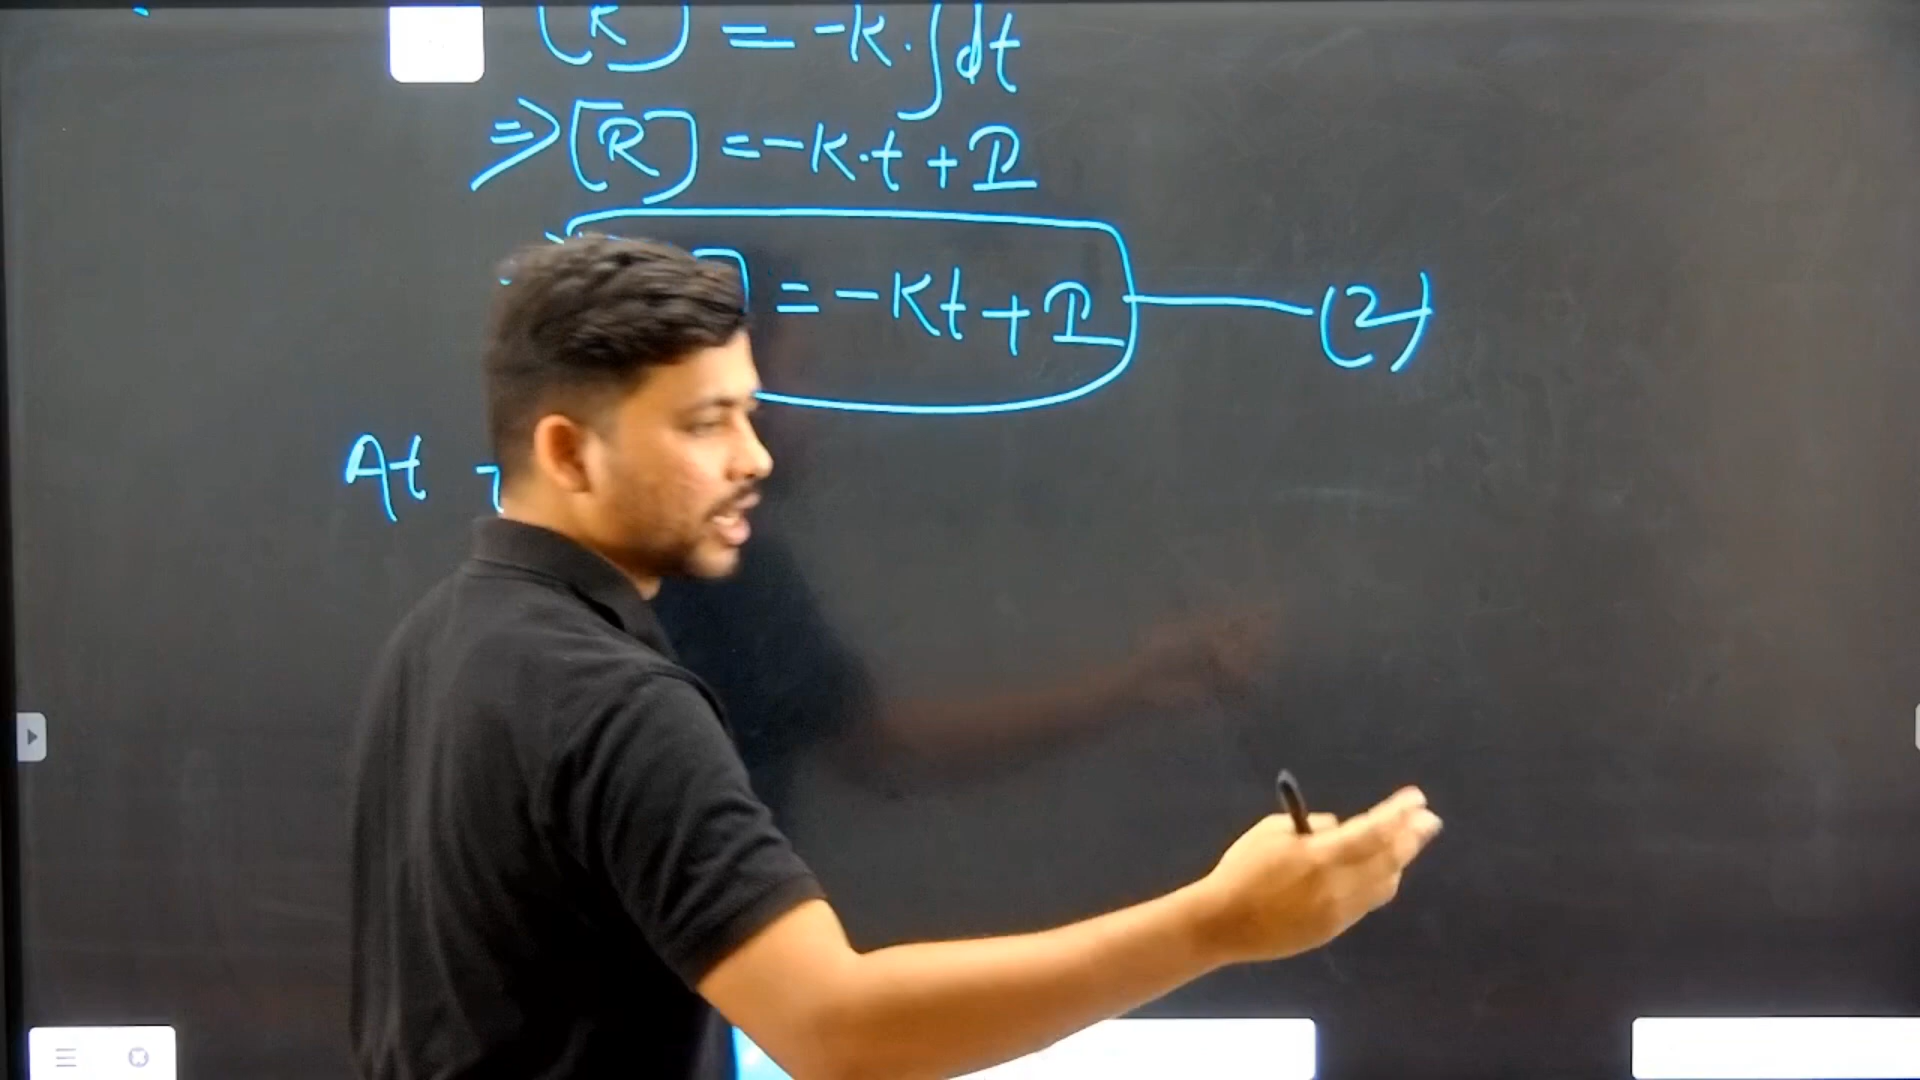 [R] = -k.∫dt
⇒ [R] = -k.t + I
] = -kt + I —— (2)
At